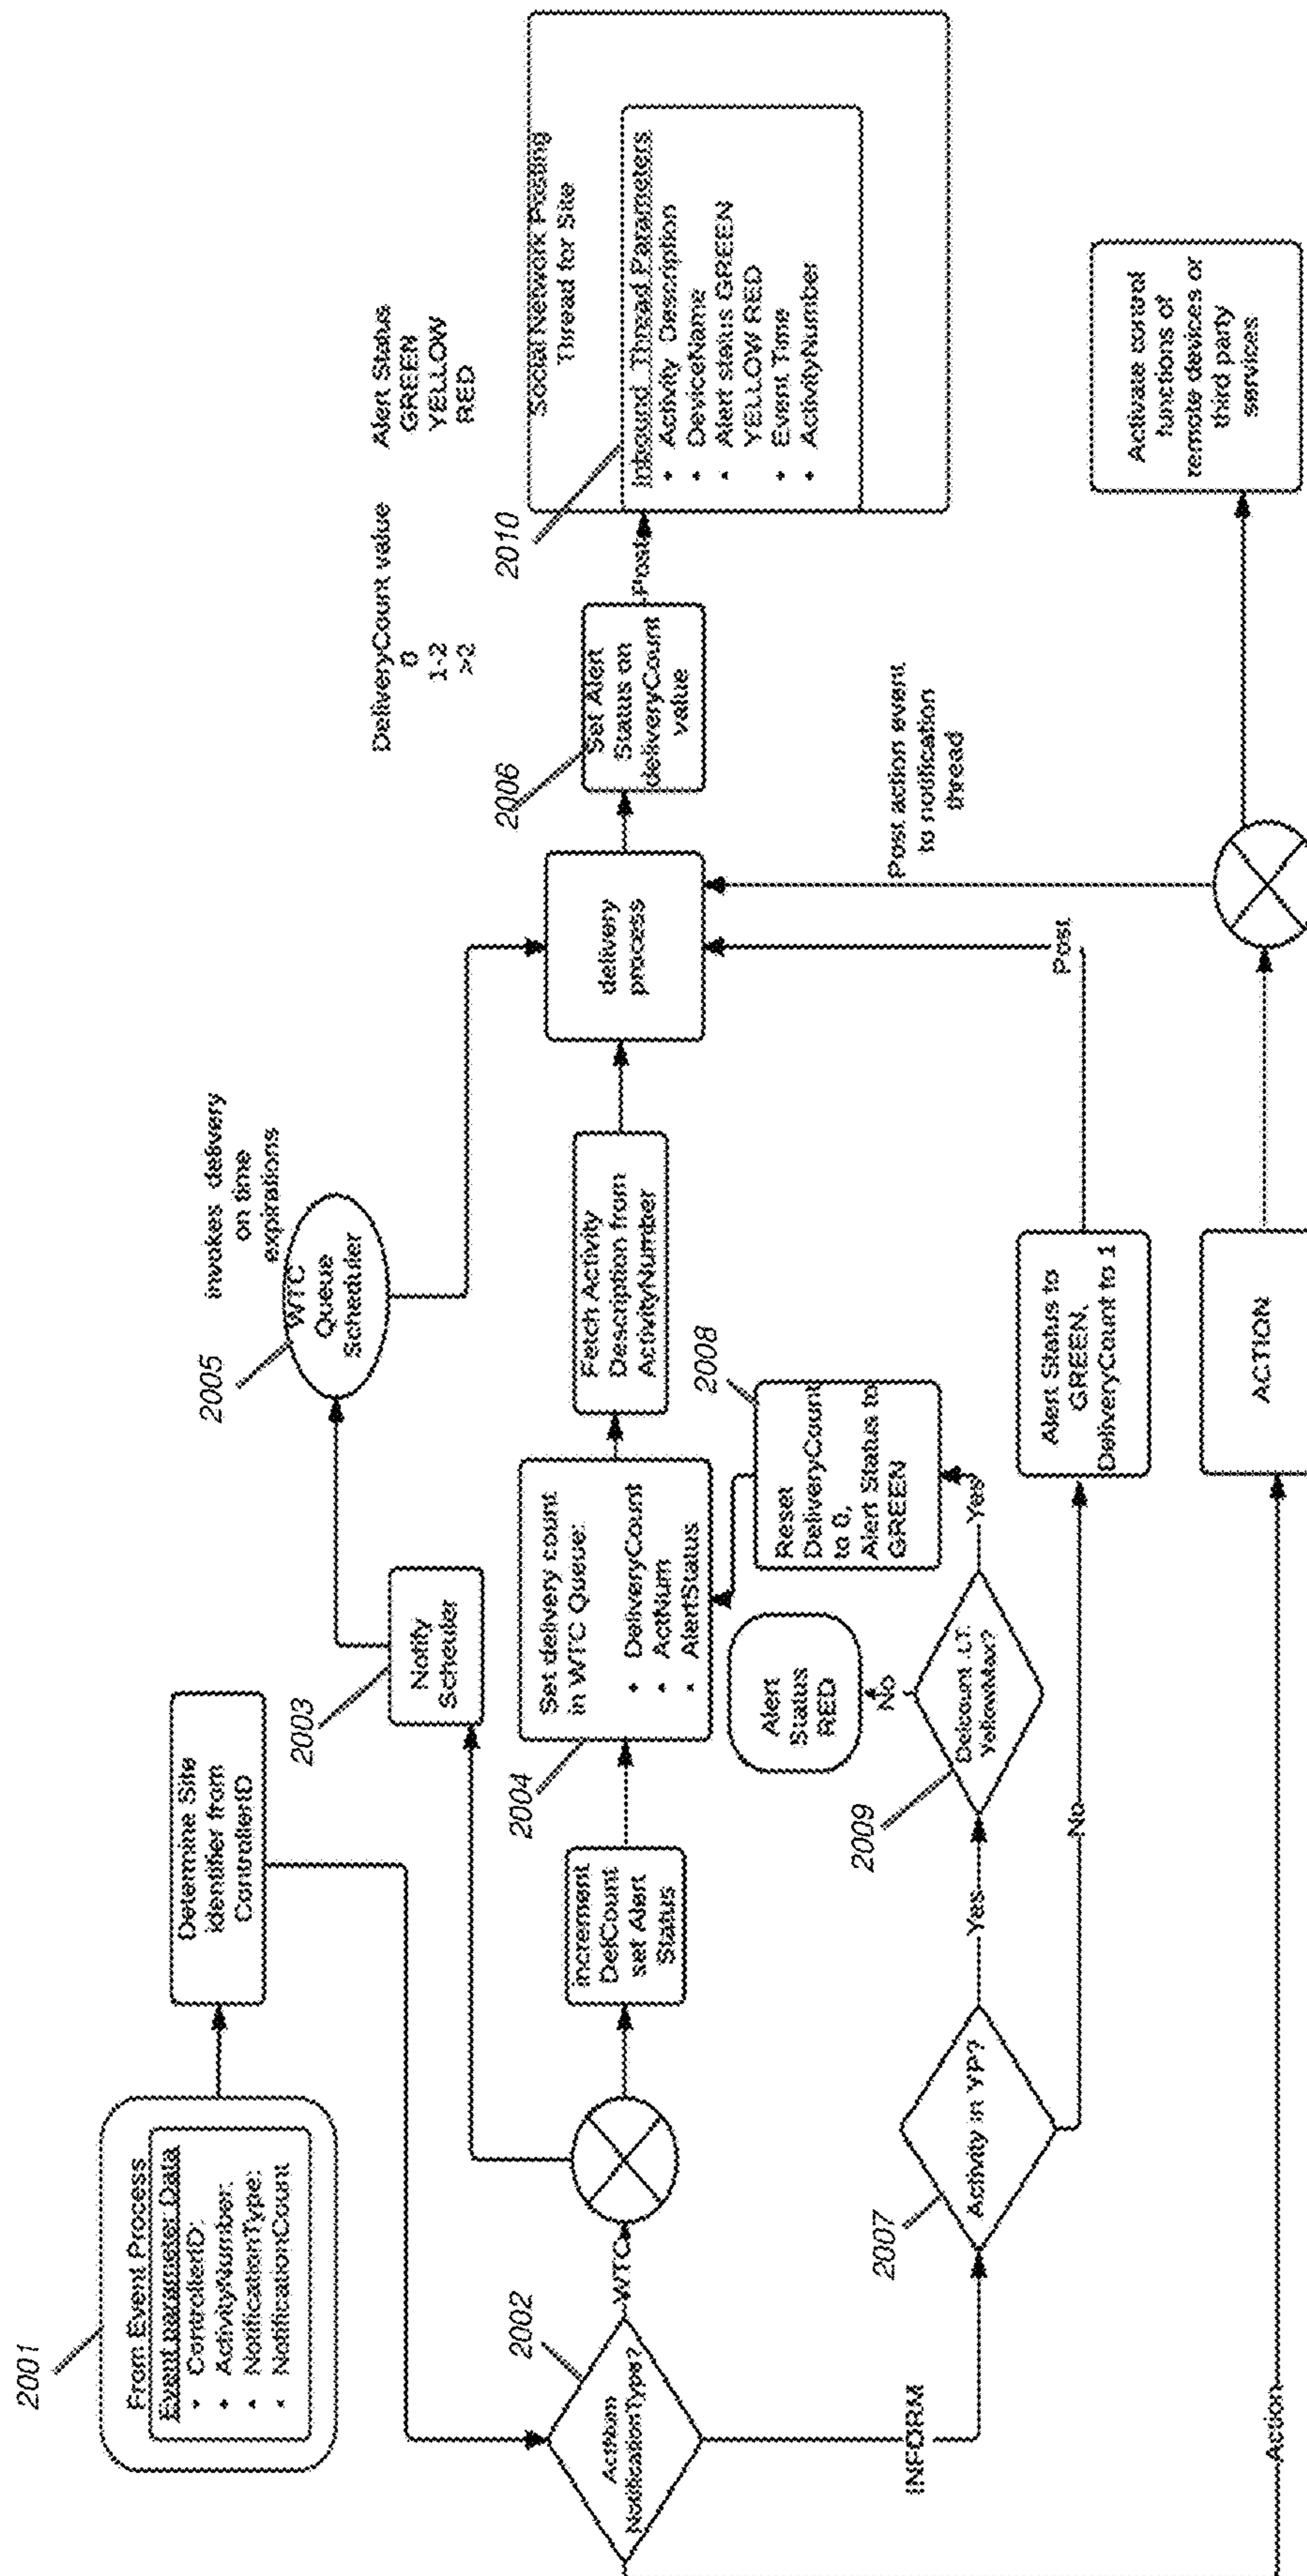 2001
From Event Process
Event parameter Data
ControllerID;
ActivityNumber;
NotificationType;
NotificationCount
Determine Site
Identifier from
ControllerID
2002
ActNum
NotificationType?
WTC
INFORM
Action
2003
Notify
Scheuler
2005
WTC
Queue
Scheduler
invokes delivery
on time
expirations
increment
DelCount
set Alert
Status
2004
Set delivery count
in WTC Queue:
DeliveryCount
ActNum
AlertStatus
Fetch Activity
Description from
ActivityNumber
delivery
process
2006
Set Alert
Status on
deliveryCount
value
Post
DeliveryCount value
0
1-2
>2
Alert Status
GREEN
YELLOW
RED
2010
Social Network Posting
Thread for Site
Inbound Thread Parameters
Activity Description
DeviceName
Alert status GREEN
YELLOW RED
Event Time
ActivityNumber
2007
Activity in YP?
Yes
No
2009
Delcount .LT.
YellowMax?
No
Yes
Alert
Status
RED
2008
Reset
DeliveryCount
to 0,
Alert Status to
GREEN
Alert Status to
GREEN,
DeliveryCount to 1
Post
Post action event
to notification
thread
ACTION
Activate control
functions of
remote devices or
third party
services